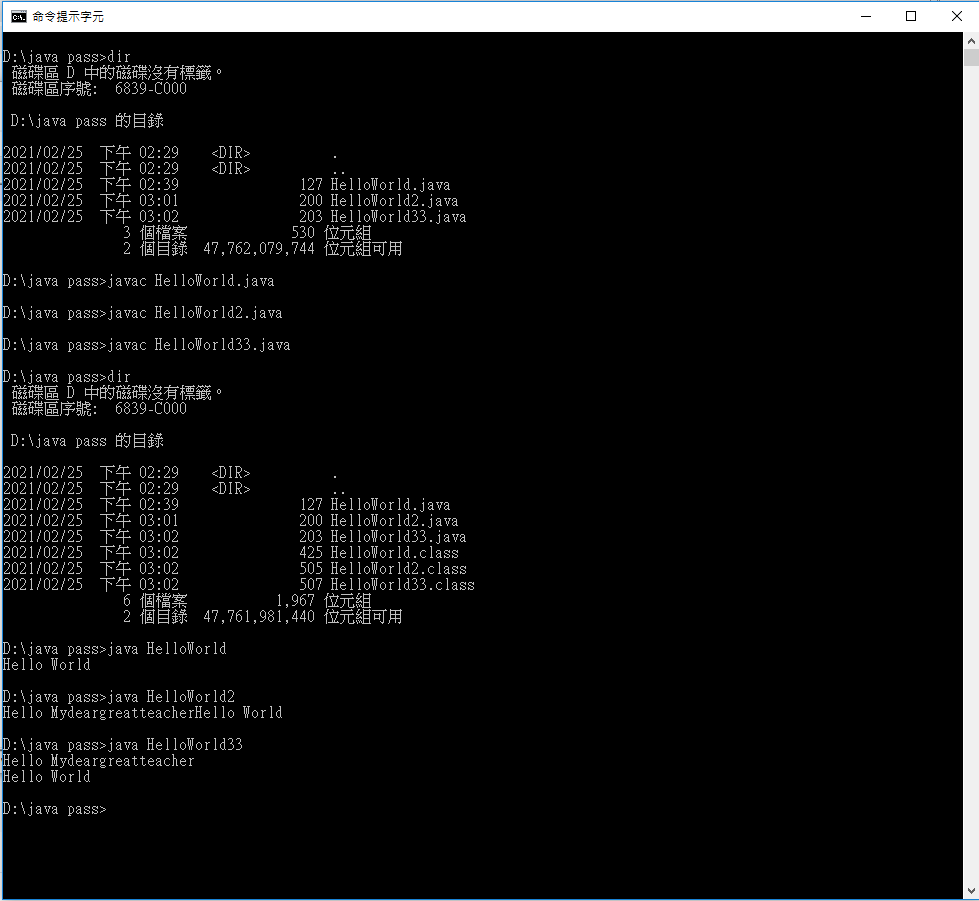 命令提示字元
D:\java pass>dir
磁碟區 D 中的磁碟沒有標籤。
磁碟區序號:  6839-C000
D:\java pass 的目錄
2021/02/25  下午 02:29    <DIR>          .
2021/02/25  下午 02:29    <DIR>          ..
2021/02/25  下午 02:39               127 HelloWorld.java
2021/02/25  下午 03:01               200 HelloWorld2.java
2021/02/25  下午 03:02               203 HelloWorld33.java
3 個檔案             530 位元組
2 個目錄  47,762,079,744 位元組可用
D:\java pass>javac HelloWorld.java
D:\java pass>javac HelloWorld2.java
D:\java pass>javac HelloWorld33.java
D:\java pass>dir
磁碟區 D 中的磁碟沒有標籤。
磁碟區序號:  6839-C000
D:\java pass 的目錄
2021/02/25  下午 02:29    <DIR>          .
2021/02/25  下午 02:29    <DIR>          ..
2021/02/25  下午 02:39               127 HelloWorld.java
2021/02/25  下午 03:01               200 HelloWorld2.java
2021/02/25  下午 03:02               203 HelloWorld33.java
2021/02/25  下午 03:02               425 HelloWorld.class
2021/02/25  下午 03:02               505 HelloWorld2.class
2021/02/25  下午 03:02               507 HelloWorld33.class
6 個檔案           1,967 位元組
2 個目錄  47,761,981,440 位元組可用
D:\java pass>java HelloWorld
Hello World
D:\java pass>java HelloWorld2
Hello MydeargreatteacherHello World
D:\java pass>java HelloWorld33
Hello Mydeargreatteacher
Hello World
D:\java pass>